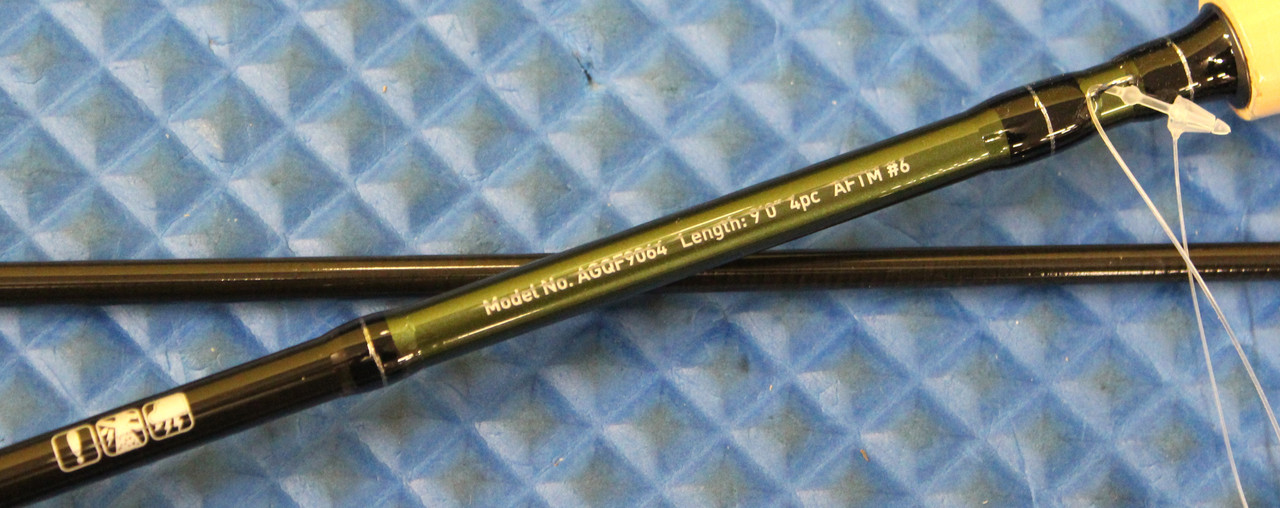 Model No. AGQF9064 Length: 9'0" 4pc AFTM #6